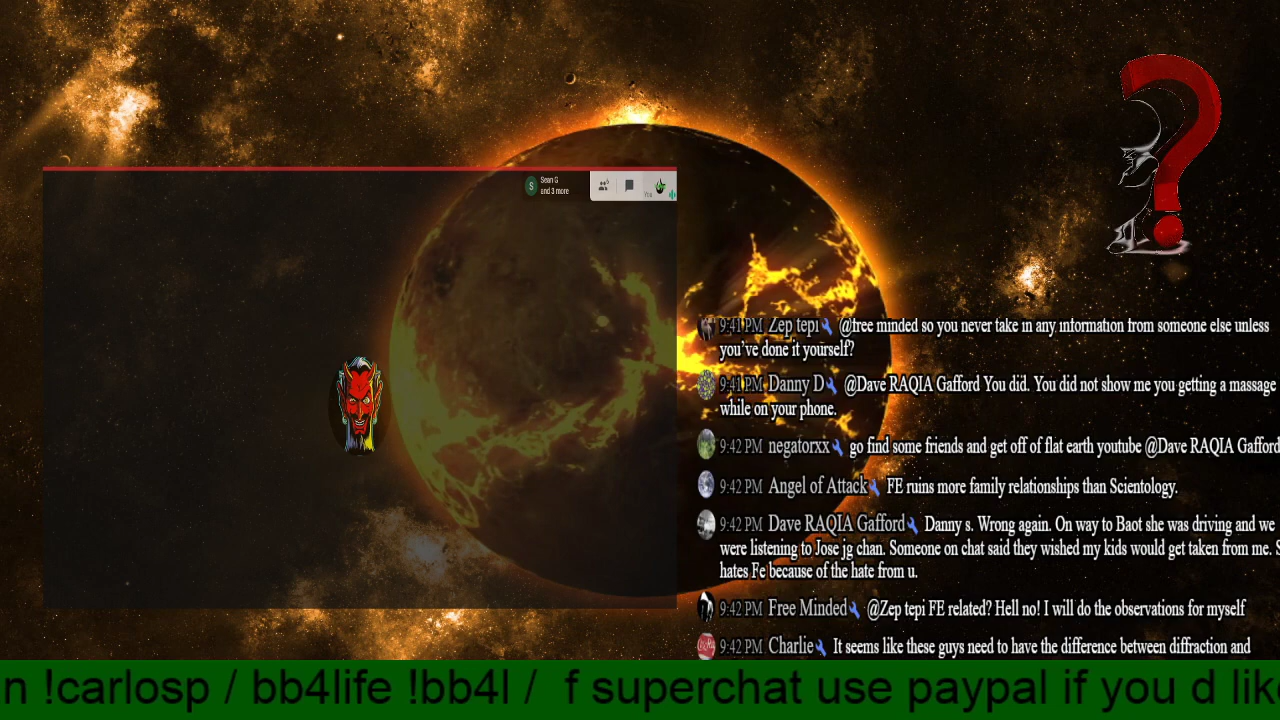 S Sean G
and 3 more
You
9:41 PM Zep tepi @free minded so you never take in any information from someone else unless
you've done it yourself?
9:41 PM Danny D @Dave RAQIA Gafford You did. You did not show me you getting a massage
while on your phone.
9:42 PM negatorxx go find some friends and get off of flat earth youtube @Dave RAQIA Gafford
9:42 PM Angel of Attack FE ruins more family relationships than Scientology.
9:42 PM Dave RAQIA Gafford Danny s. Wrong again. On way to Baot she was driving and we
were listening to Jose jg chan. Someone on chat said they wished my kids would get taken from me. S
hates Fe because of the hate from u.
9:42 PM Free Minded @Zep tepi FE related? Hell no! I will do the observations for myself
9:42 PM Charlie It seems like these guys need to have the difference between diffraction and
n !carlosp / bb4life !bb4l / f superchat use paypal if you d lik